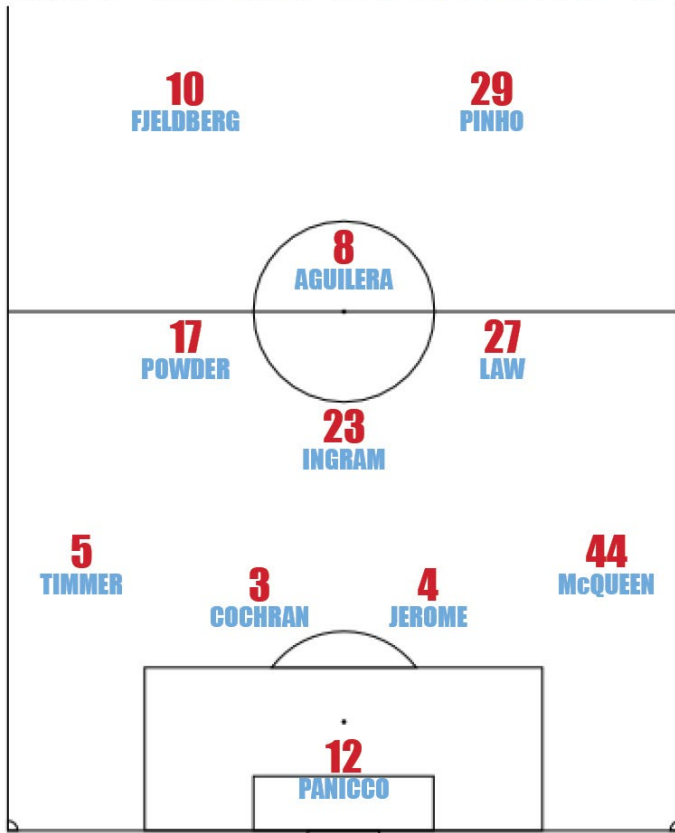 10
FJELDBERG
29
PINHO
8
AGUILERA
17
POWDER
27
LAW
23
INGRAM
5
TIMMER
3
COCHRAN
4
JEROME
44
McQUEEN
12
PANICCO